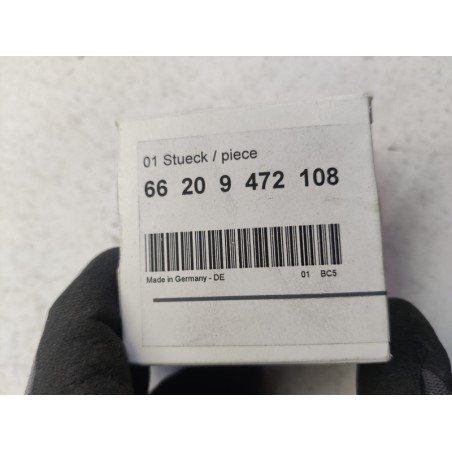 01 Stueck / piece
66 20 9 472 108
Made in Germany - DE 01 BC5